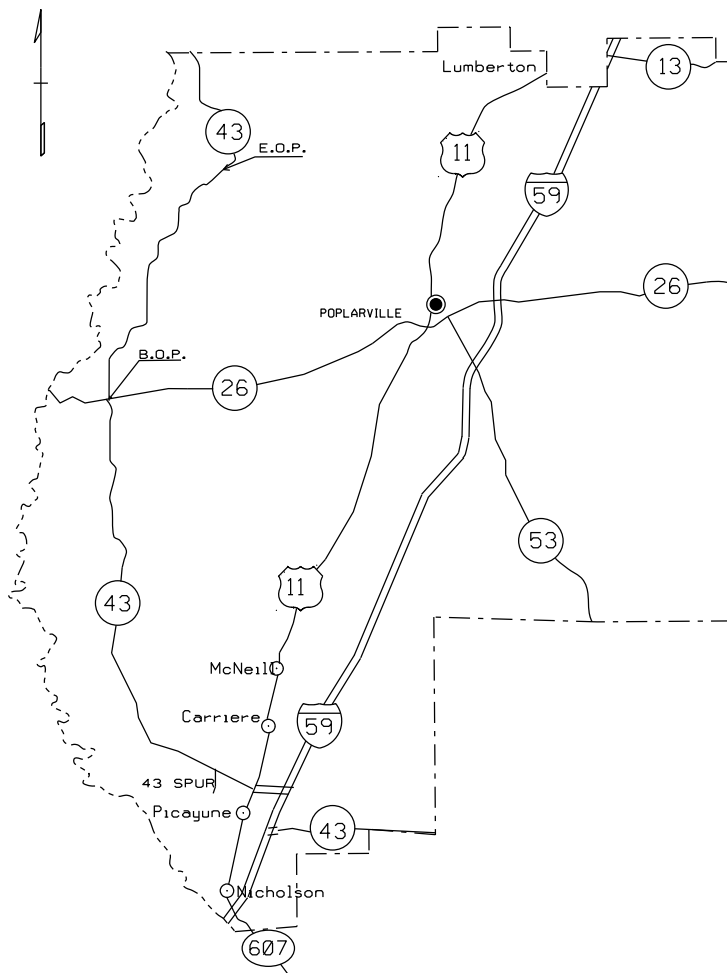 Lumberton
13
43
E.O.P.
11
59
26
POPLARVILLE
B.O.P.
26
53
11
43
McNeill
Carriere
59
43 SPUR
Picayune
43
Nicholson
607